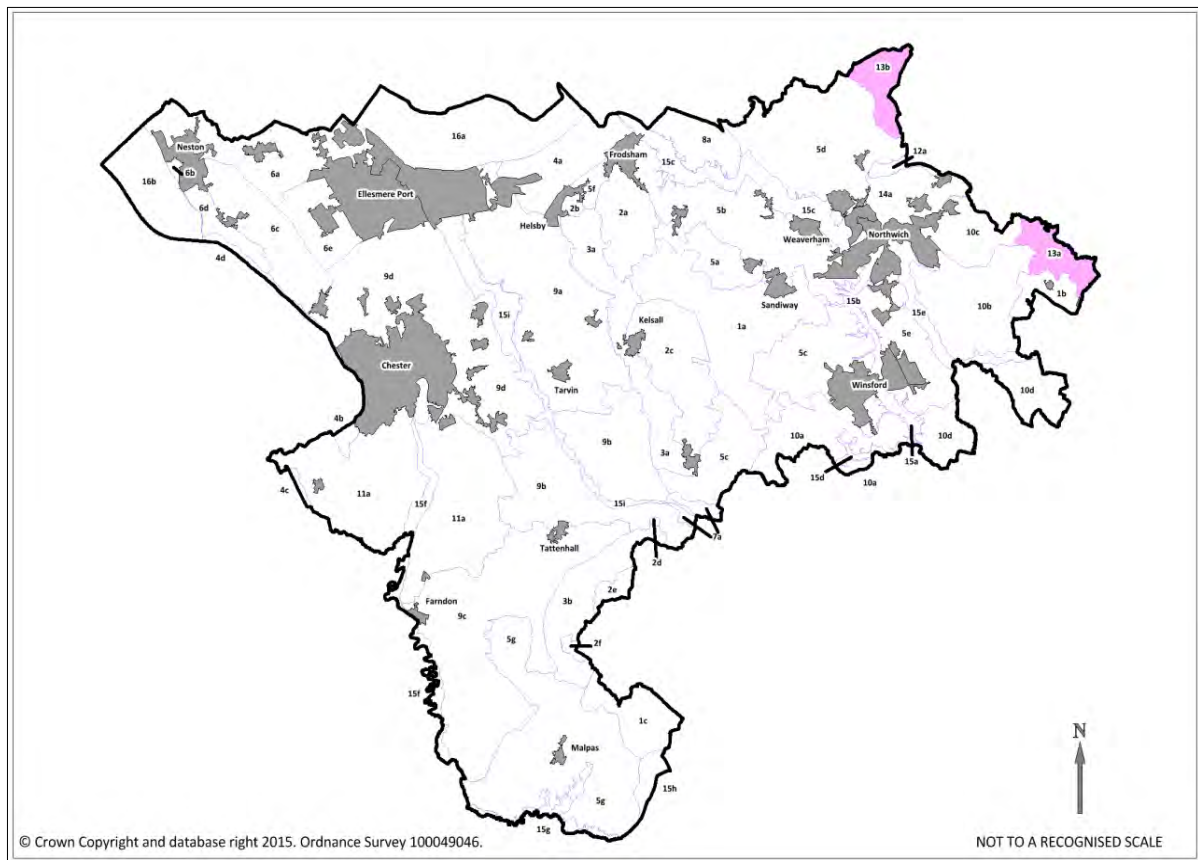 13b
16a
8a
5d
12a
Neston
6b
6a
4a
Frodsham
15c
16b
Ellesmere Port
5f
2b
2a
5b
14a
6d
6c
Helsby
15c
Weaverham
Northwich
10c
4d
6e
3a
5a
13a
9d
9a
Sandiway
15b
1b
15i
Kelsall
1a
15e
10b
5e
Chester
2c
5c
Tarvin
Winsford
9d
10d
4b
9b
3a
5c
10a
10d
15a
15d
10a
4c
11a
15f
9b
15i
11a
7a
Tattenhall
2d
2e
Farndon
3b
9c
5g
2f
15f
1c
N
Malpas
15h
5g
15g
© Crown Copyright and database right 2015. Ordnance Survey 100049046.
NOT TO A RECOGNISED SCALE